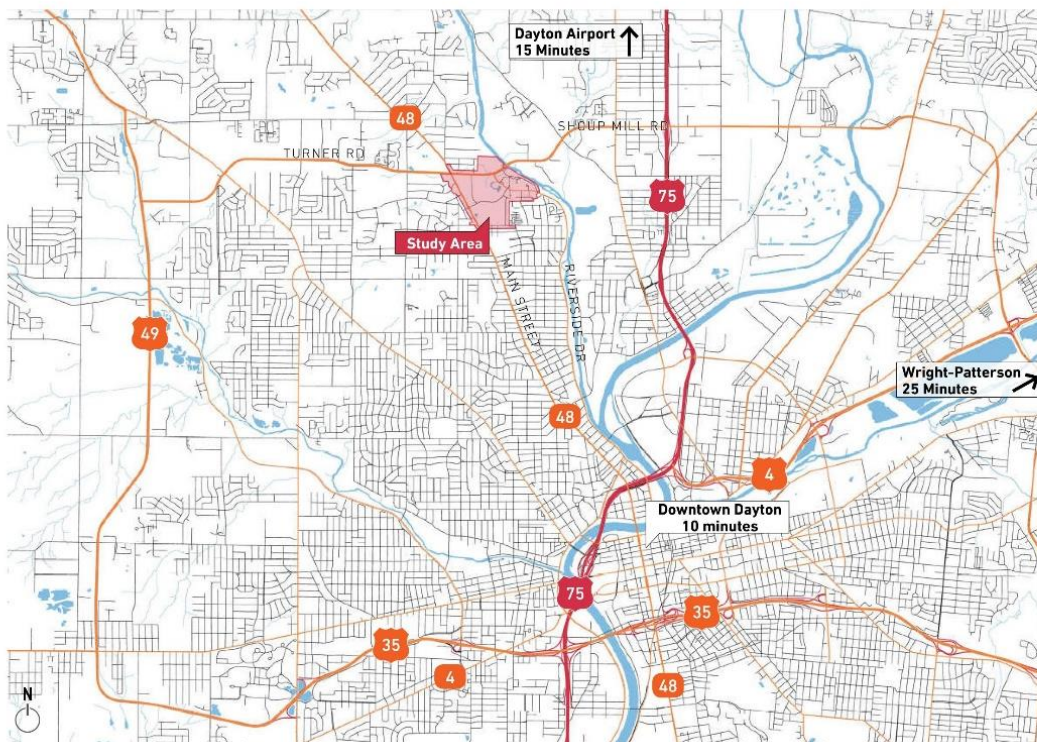 Dayton Airport
15 Minutes
48
SHOUP MILL RD
TURNER RD
75
Study Area
MAIN STREET
RIVERSIDE DR
49
Wright-Patterson
25 Minutes
48
4
Downtown Dayton
10 minutes
75
35
35
4
48
N